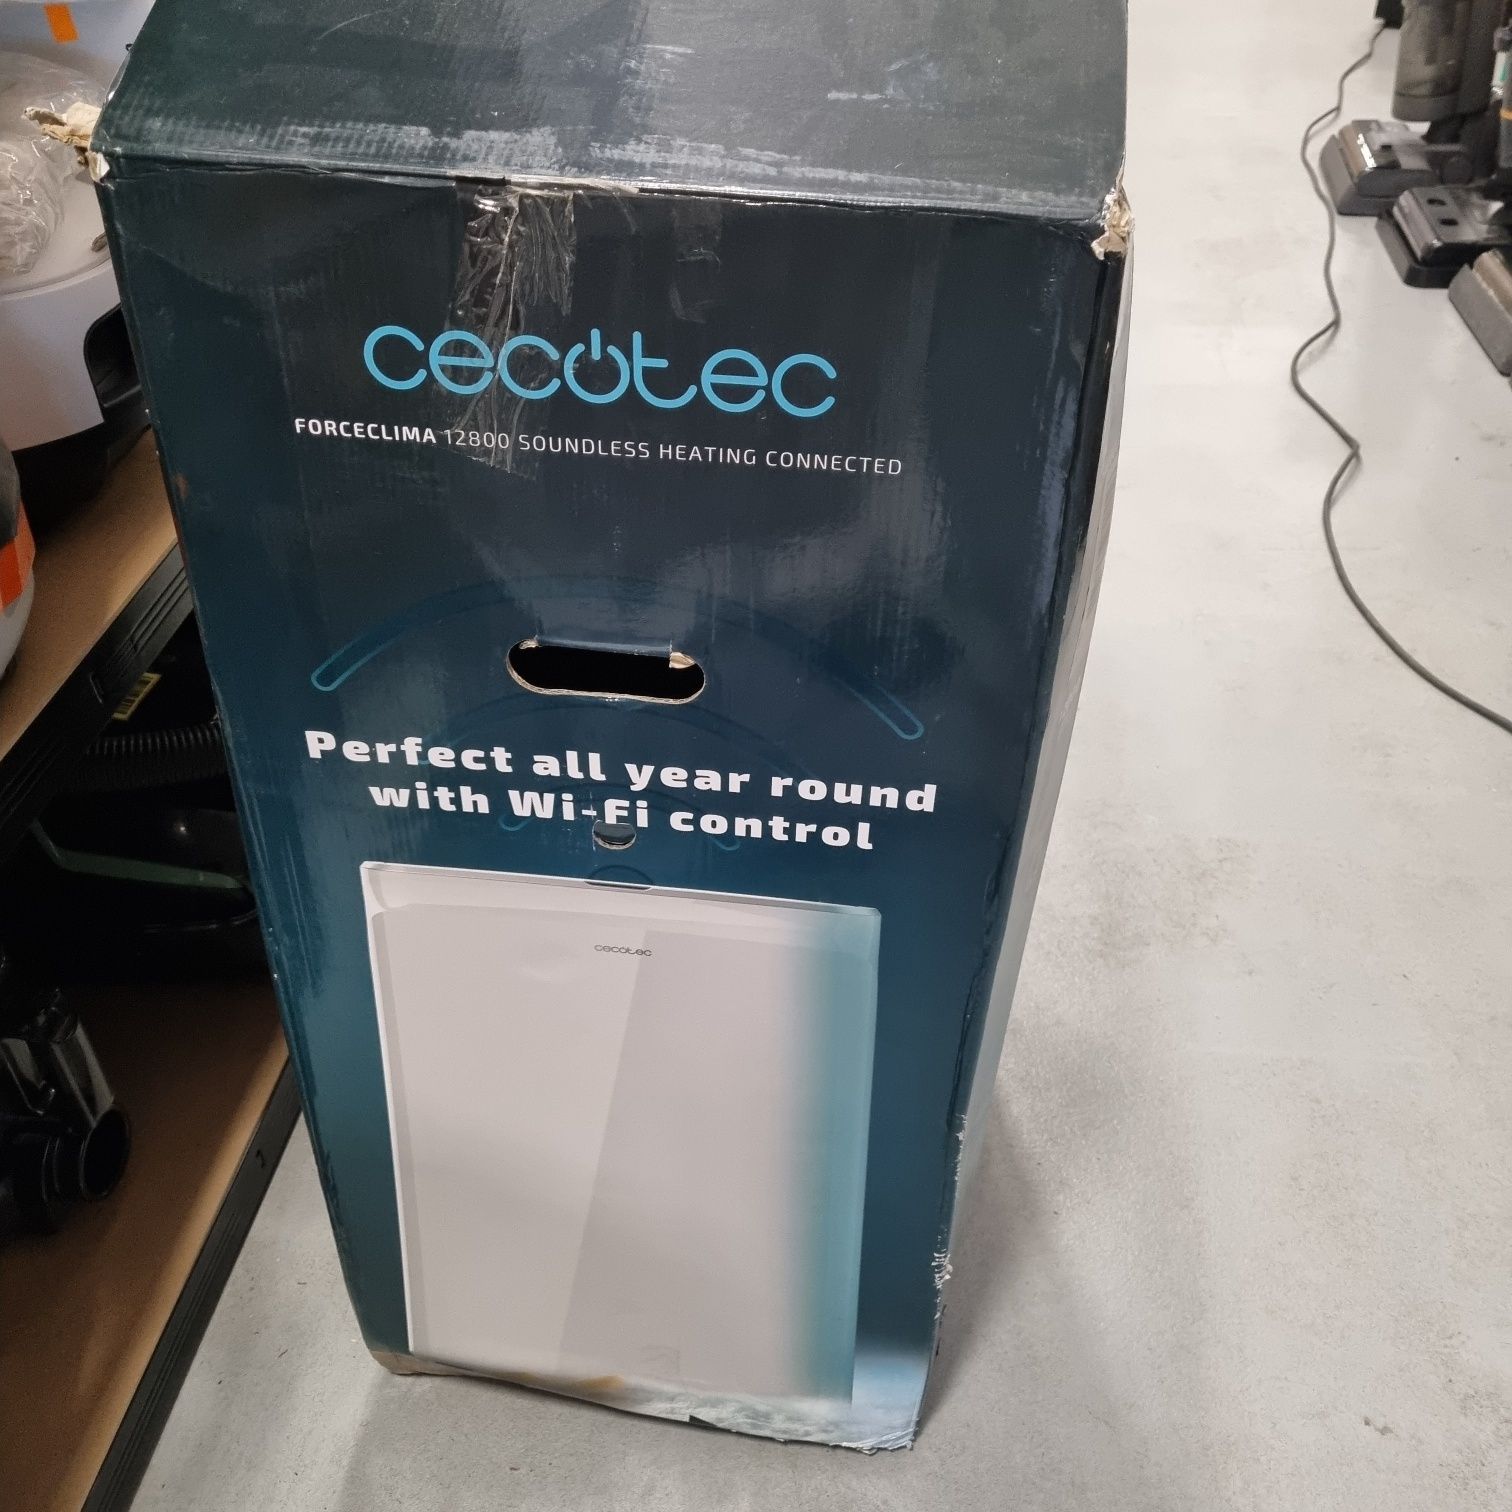 cecotec
FORCECLIMA 12800 SOUNDLESS HEATING CONNECTED
Perfect all year round
with Wi-Fi control
cecotec